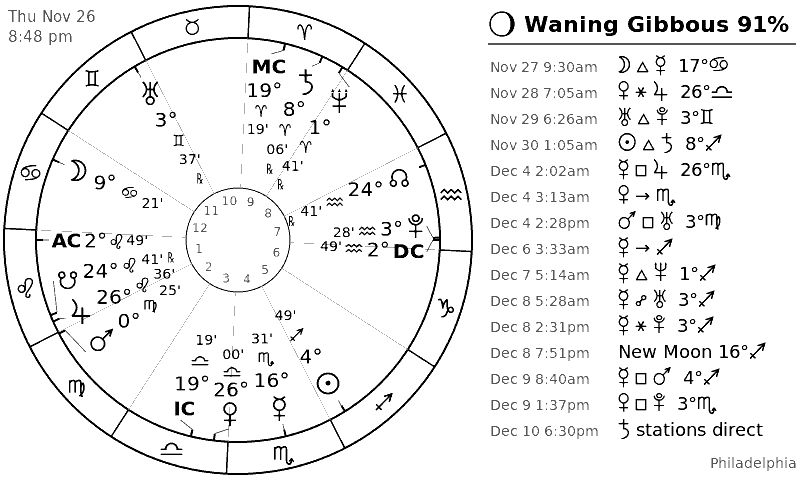 Thu Nov 26
8:48 pm
♉ ♈
♊ ♓
♋ ♒
♌ ♑
♍ ♐
♎ ♏
MC
19° ♈ 19'
♄ 8° ♈ 06' ℞
♆ 1° ♈ 41' ℞
♅ 3° ♊ 37' ℞
☽ 9° ♋ 21'
☊ 24° ♒ 41' ℞
♇ 3° ♒ 28'
AC 2° ♌ 49'
DC 2° ♒ 49'
☋ 24° ♌ 41' ℞
♃ 26° ♌ 36'
♂ 0° ♍ 25'
IC 19° ♎ 19'
♀ 26° ♎ 00'
☿ 16° ♏ 31'
☉ 4° ♐ 49'
1 2 3 4 5 6 7 8 9 10 11 12
Waning Gibbous 91%
Nov 27 9:30am ☽ △ ☿ 17°♋
Nov 28 7:05am ♀ ⚹ ♃ 26°♎
Nov 29 6:26am ♅ △ ♇ 3°♊
Nov 30 1:05am ☉ △ ♄ 8°♐
Dec 4 2:02am ☿ □ ♃ 26°♏
Dec 4 3:13am ♀ → ♏
Dec 4 2:28pm ♂ □ ♅ 3°♍
Dec 6 3:33am ☿ → ♐
Dec 7 5:14am ☿ △ ♆ 1°♐
Dec 8 5:28am ☿ ☍ ♅ 3°♐
Dec 8 2:31pm ☿ ⚹ ♇ 3°♐
Dec 8 7:51pm New Moon 16°♐
Dec 9 8:40am ☿ □ ♂ 4°♐
Dec 9 1:37pm ♀ □ ♇ 3°♏
Dec 10 6:30pm ♄ stations direct
Philadelphia